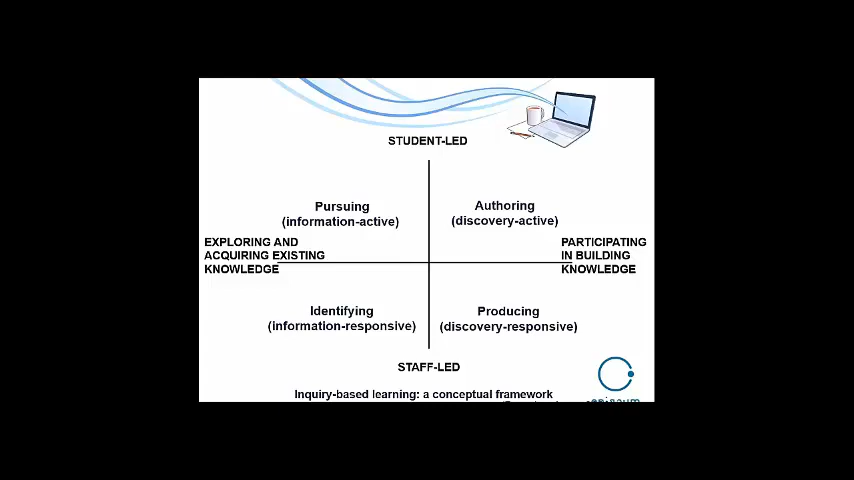 STUDENT-LED
Pursuing
(information-active)
Authoring
(discovery-active)
EXPLORING AND
ACQUIRING EXISTING
KNOWLEDGE
PARTICIPATING
IN BUILDING
KNOWLEDGE
Identifying
(information-responsive)
Producing
(discovery-responsive)
STAFF-LED
Inquiry-based learning: a conceptual framework